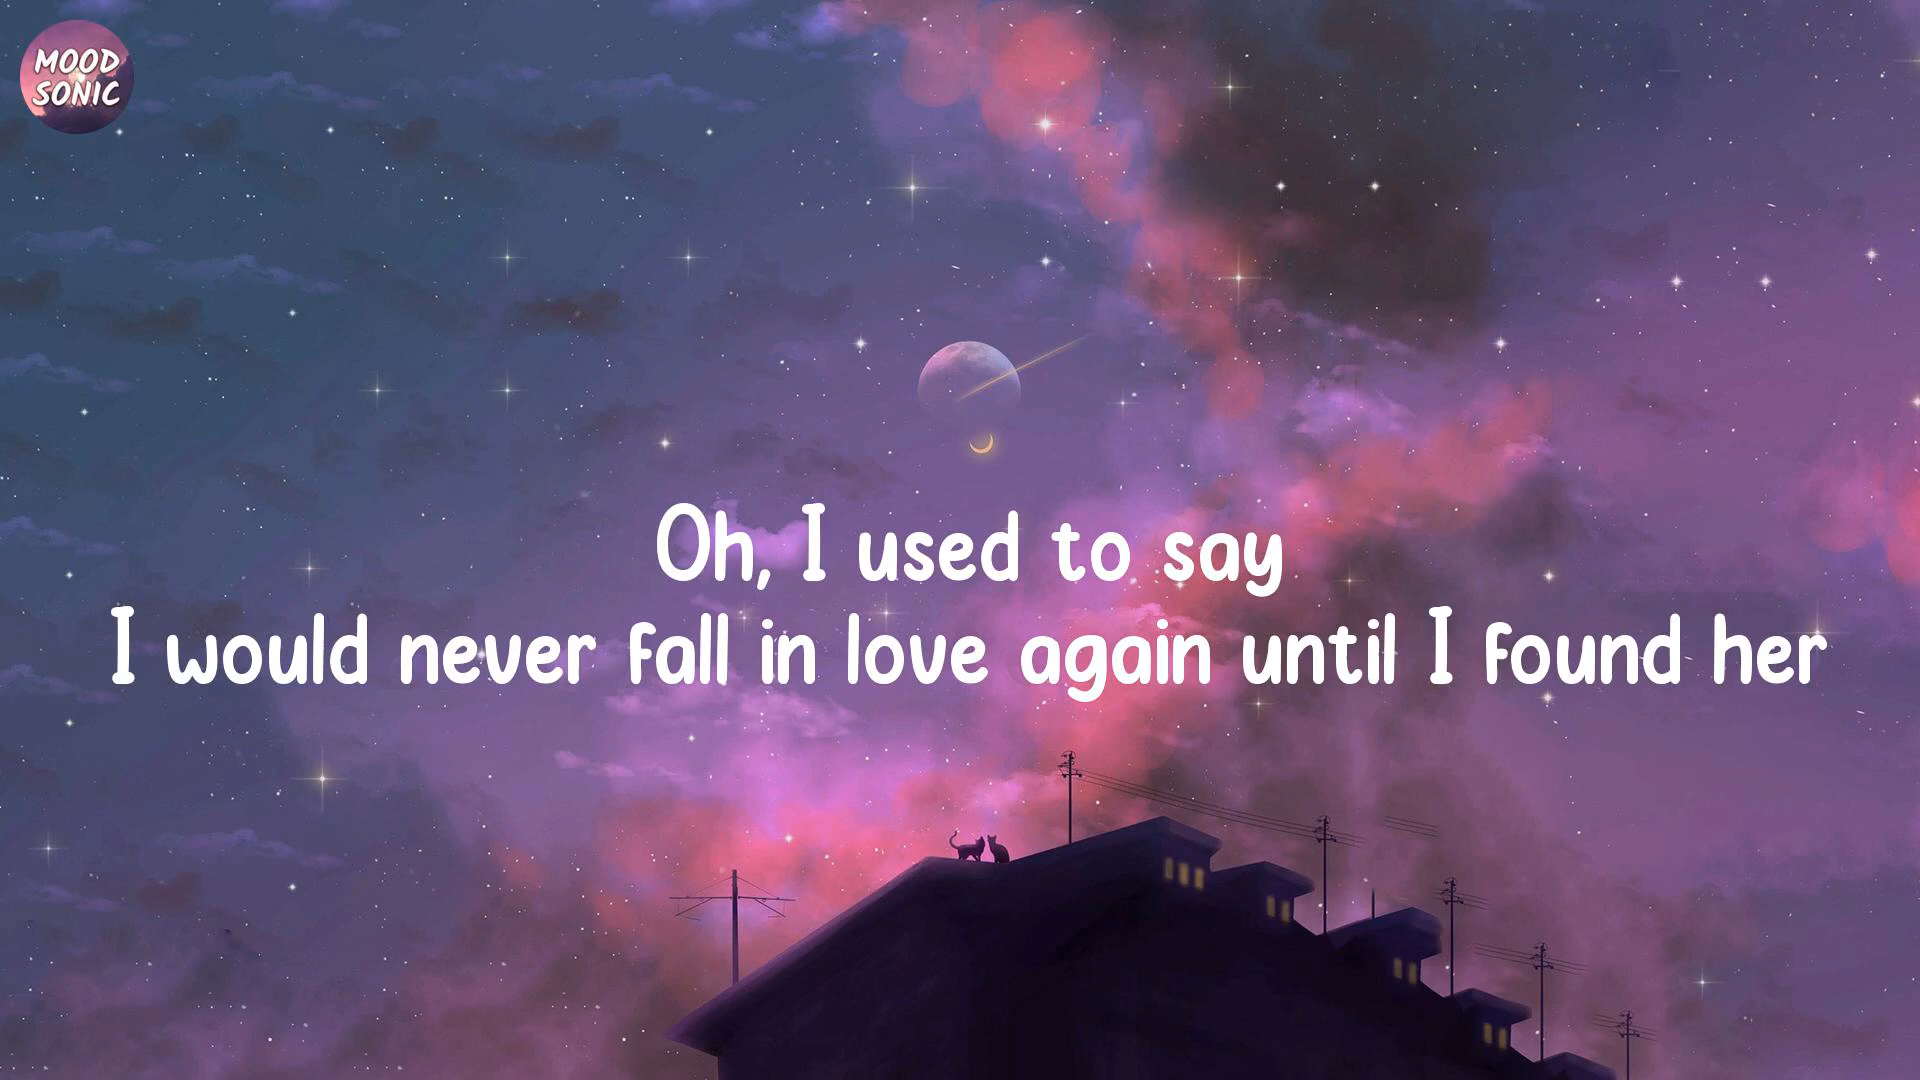 MOOD
SONIC
Oh, I used to say
I would never fall in love again until I found her